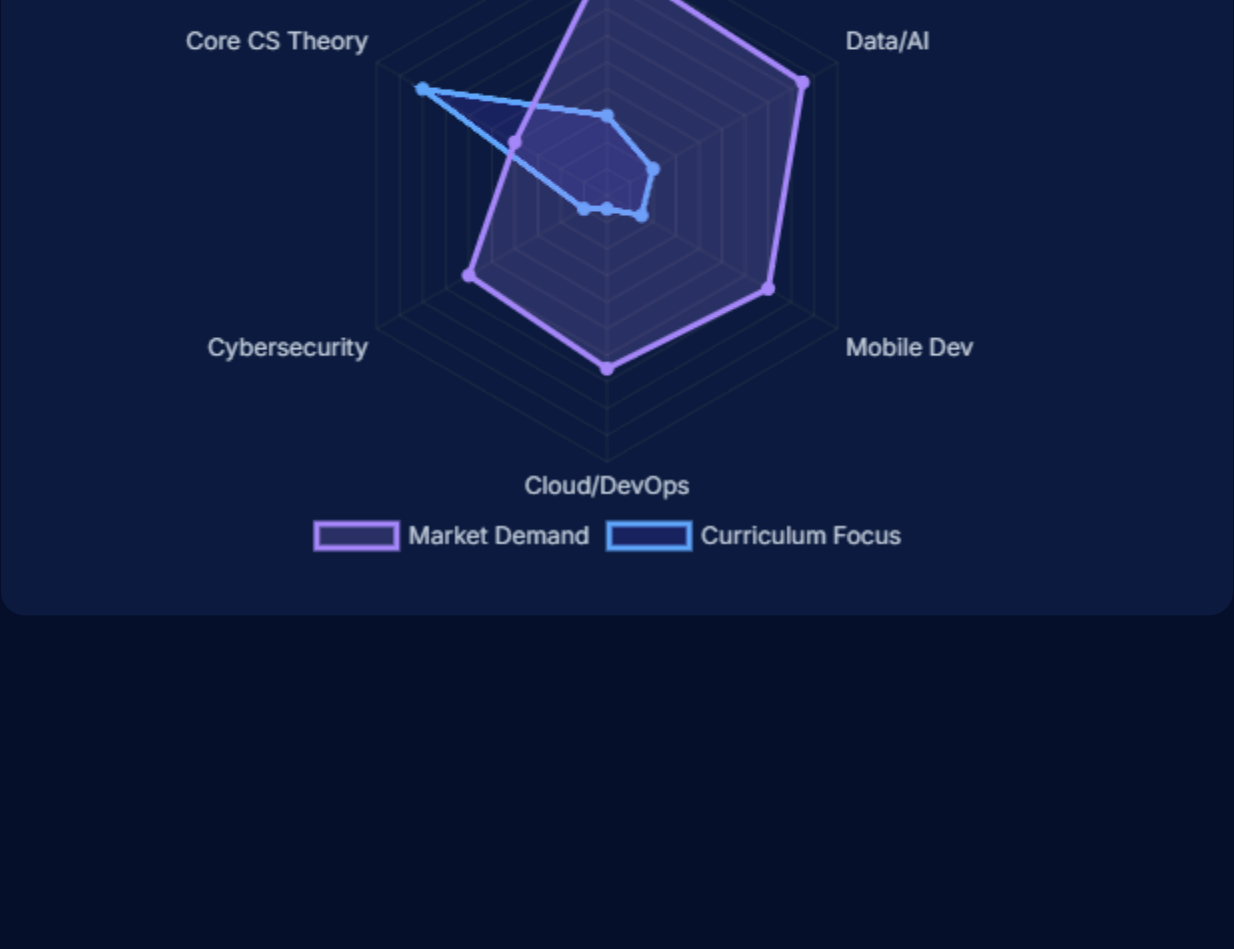 Core CS Theory
Data/AI
Cybersecurity
Mobile Dev
Cloud/DevOps
Market Demand
Curriculum Focus